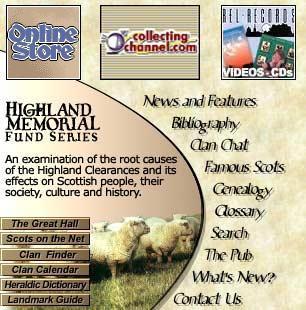 Online
Store
collecting
channel.com
REL-RECORDS
VIDEOS - CDs
HIGHLAND
MEMORIAL
FUND SERIES
An examination of the root causes
of the Highland Clearances and its
effects on Scottish people, their
society, culture and history.
The Great Hall
Scots on the Net
Clan Finder
Clan Calendar
Heraldic Dictionary
Landmark Guide
News and Features
Bibliography
Clan Chat
Famous Scots
Genealogy
Glossary
Search
The Pub
What's New?
Contact Us